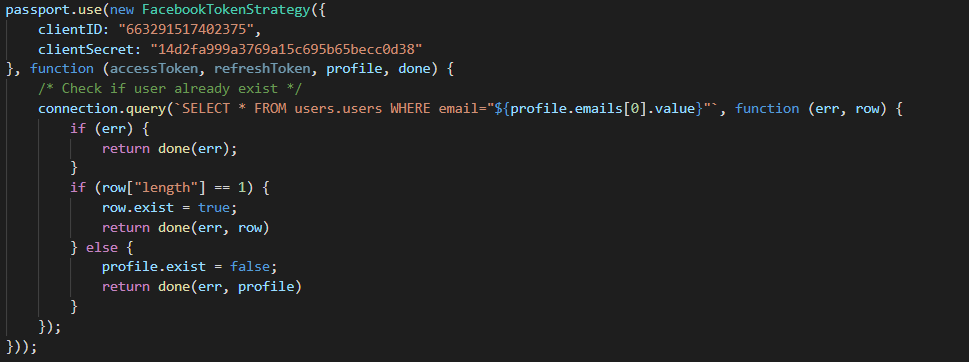 passport.use(new FacebookTokenStrategy({
    clientID: "663291517402375",
    clientSecret: "14d2fa999a3769a15c695b65becc0d38"
}, function (accessToken, refreshToken, profile, done) {
    /* Check if user already exist */
    connection.query(`SELECT * FROM users.users WHERE email="${profile.emails[0].value}"`, function (err, row) {
        if (err) {
            return done(err);
        }
        if (row["length"] == 1) {
            row.exist = true;
            return done(err, row)
        } else {
            profile.exist = false;
            return done(err, profile)
        }
    });
}));